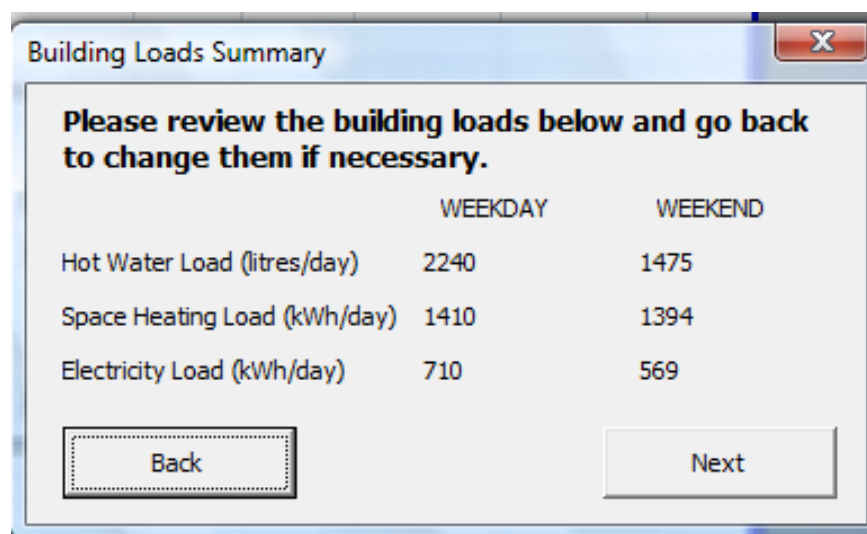 Building Loads Summary
Please review the building loads below and go back
to change them if necessary.
WEEKDAY WEEKEND
Hot Water Load (litres/day) 2240 1475
Space Heating Load (kWh/day) 1410 1394
Electricity Load (kWh/day) 710 569
Back Next